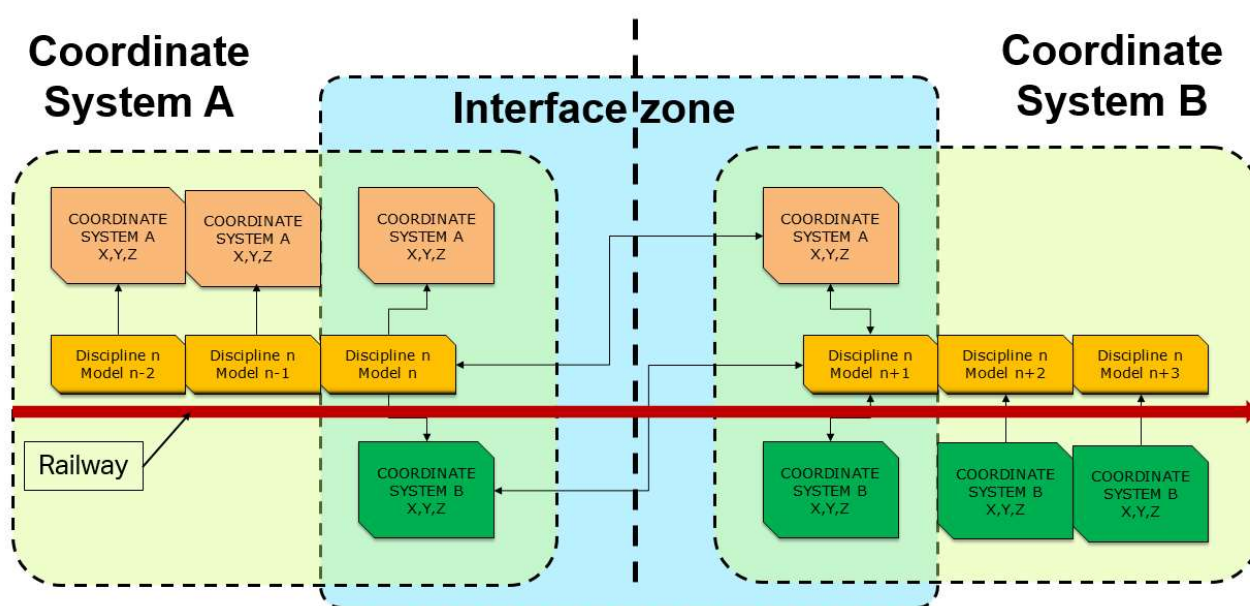 Coordinate
System A
Interface zone
Coordinate
System B
COORDINATE
SYSTEM A
X,Y,Z
COORDINATE
SYSTEM A
X,Y,Z
COORDINATE
SYSTEM A
X,Y,Z
COORDINATE
SYSTEM A
X,Y,Z
Discipline n
Model n-2
Discipline n
Model n-1
Discipline n
Model n
Discipline n
Model n+1
Discipline n
Model n+2
Discipline n
Model n+3
Railway
COORDINATE
SYSTEM B
X,Y,Z
COORDINATE
SYSTEM B
X,Y,Z
COORDINATE
SYSTEM B
X,Y,Z
COORDINATE
SYSTEM B
X,Y,Z